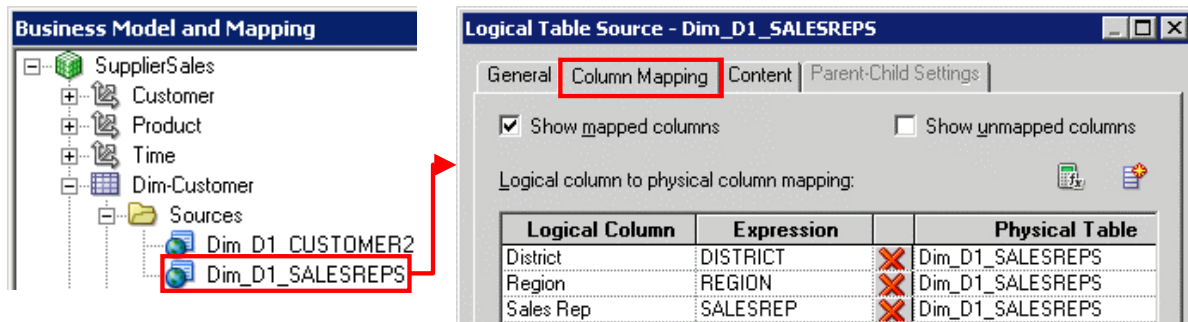 Business Model and Mapping
SupplierSales
Customer
Product
Time
Dim-Customer
Sources
Dim_D1_CUSTOMER2
Dim_D1_SALESREPS
Logical Table Source - Dim_D1_SALESREPS
General Column Mapping Content Parent-Child Settings
Show mapped columns Show unmapped columns
Logical column to physical column mapping:
Logical Column Expression Physical Table
District DISTRICT Dim_D1_SALESREPS
Region REGION Dim_D1_SALESREPS
Sales Rep SALESREP Dim_D1_SALESREPS